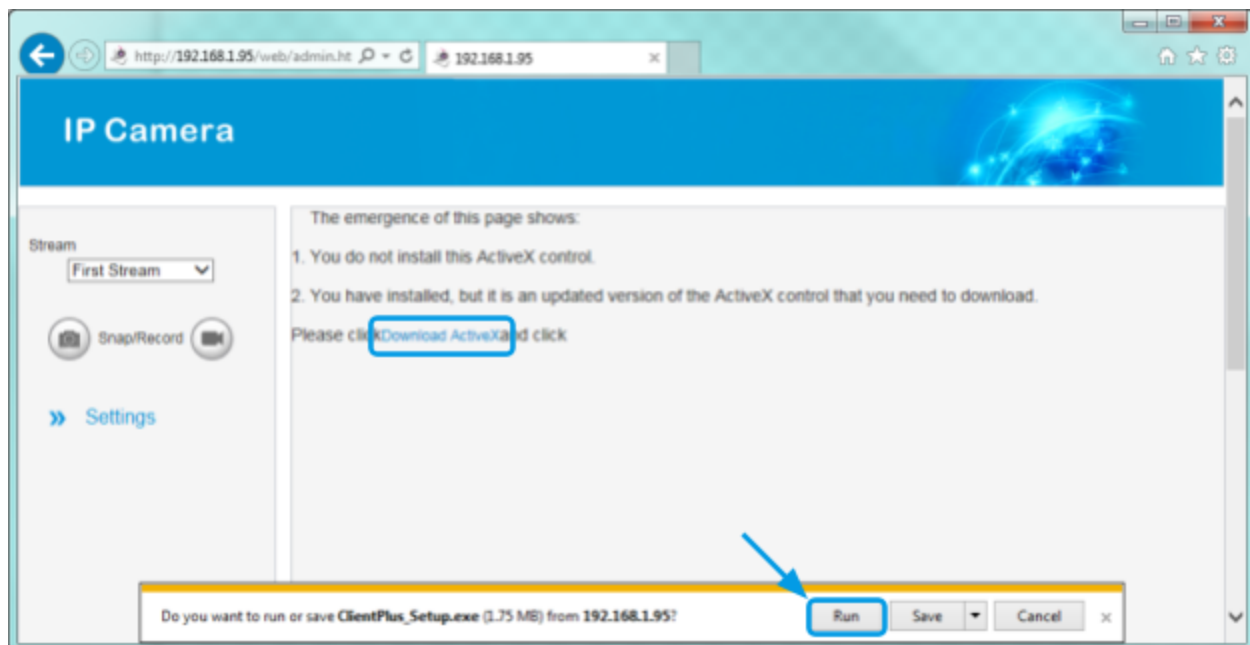 http://192.168.1.95/web/admin.ht
192.168.1.95
IP Camera
The emergence of this page shows:
Stream
First Stream
1. You do not install this ActiveX control.
2. You have installed, but it is an updated version of the ActiveX control that you need to download.
Snap/Record
Please click Download ActiveX and click
Settings
Do you want to run or save ClientPlus_Setup.exe (1.75 MB) from 192.168.1.95?
Run
Save
Cancel